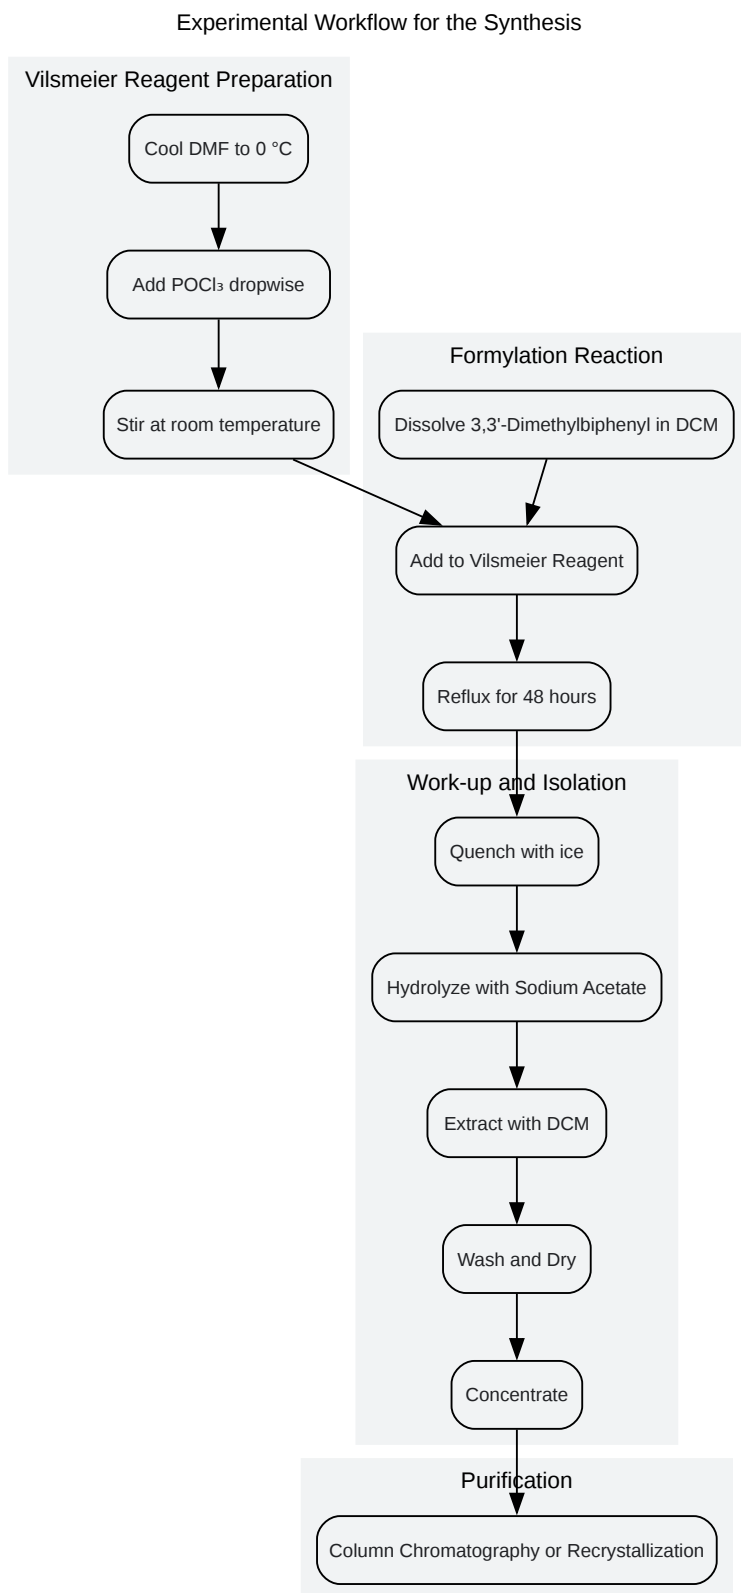 Experimental Workflow for the Synthesis
Vilsmeier Reagent Preparation
Cool DMF to 0 °C
Add POCl₃ dropwise
Stir at room temperature
Formylation Reaction
Dissolve 3,3'-Dimethylbiphenyl in DCM
Add to Vilsmeier Reagent
Reflux for 48 hours
Work-up and Isolation
Quench with ice
Hydrolyze with Sodium Acetate
Extract with DCM
Wash and Dry
Concentrate
Purification
Column Chromatography or Recrystallization